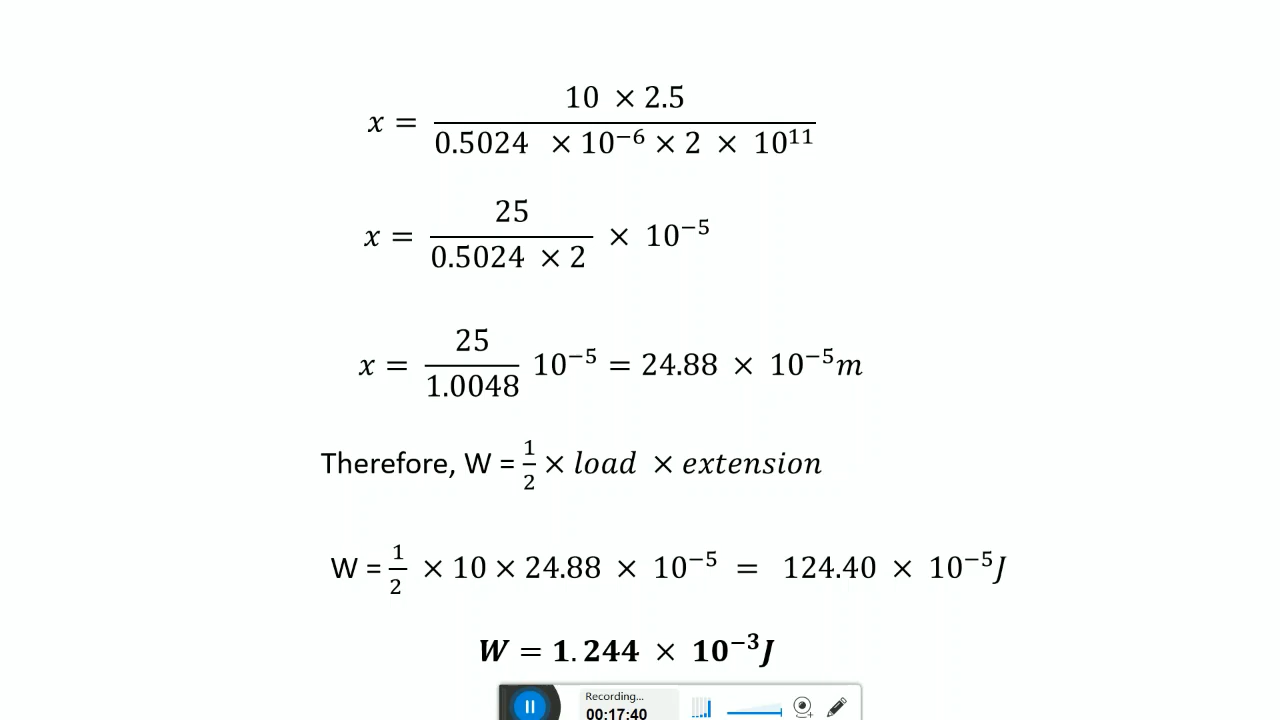 x = 10 × 2.5 / 0.5024 × 10⁻⁶ × 2 × 10¹¹
x = 25 / 0.5024 × 2 × 10⁻⁵
x = 25 / 1.0048 10⁻⁵ = 24.88 × 10⁻⁵m
Therefore, W = 1/2 × load × extension
W = 1/2 × 10 × 24.88 × 10⁻⁵ = 124.40 × 10⁻⁵J
W = 1.244 × 10⁻³J
Recording...
00:17:40